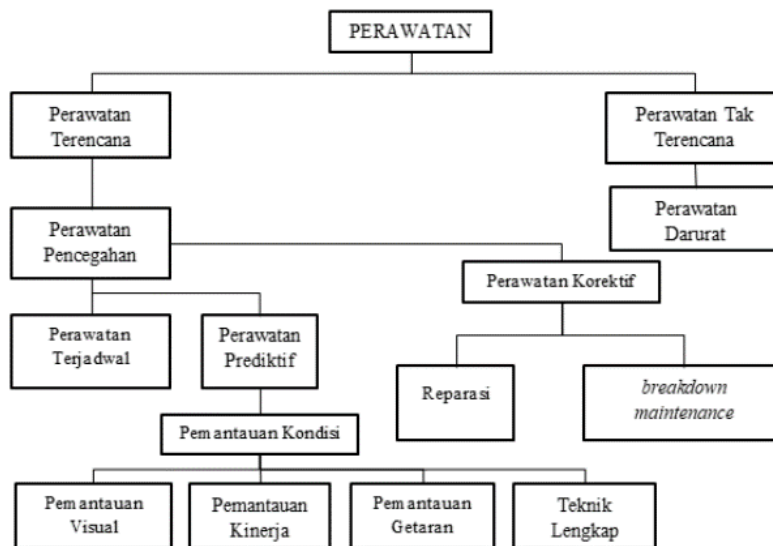 PERAWATAN
Perawatan
Terencana
Perawatan Tak
Terencana
Perawatan
Pencegahan
Perawatan
Darurat
Perawatan Korektif
Perawatan
Terjadwal
Perawatan
Prediktif
Reparasi
breakdown
maintenance
Pemantauan Kondisi
Pemantauan
Visual
Pemantauan
Kinerja
Pemantauan
Getaran
Teknik
Lengkap